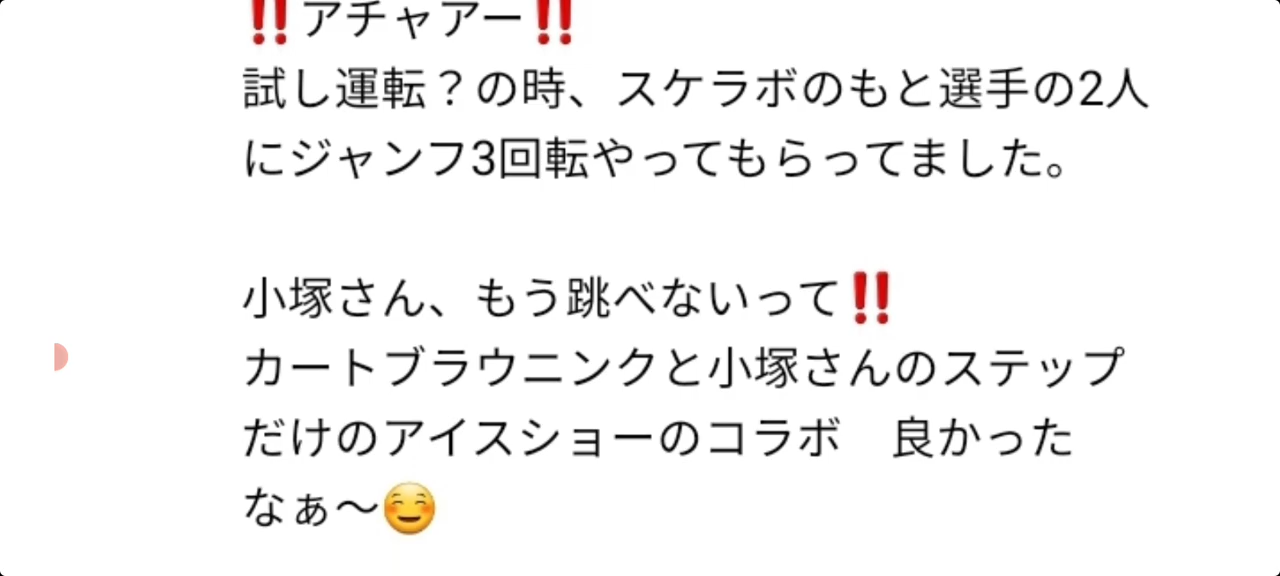 ‼️アチャアー‼️
試し運転？の時、スケラボのもと選手の2人
にジャンフ3回転やってもらってました。
小塚さん、もう跳べないって‼️
カートブラウニンクと小塚さんのステップ
だけのアイスショーのコラボ　良かった
なぁ〜☺️